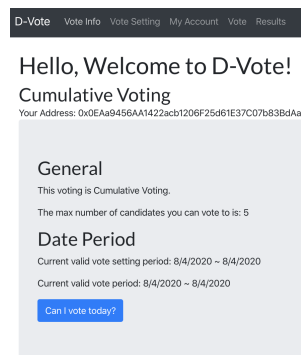 D-Vote Vote Info Vote Setting My Account Vote Results
Hello, Welcome to D-Vote!
Cumulative Voting
Your Address: 0x0EAa9456AA1422acb1206F25d61E37C07b83BdAa
General
This voting is Cumulative Voting.
The max number of candidates you can vote to is: 5
Date Period
Current valid vote setting period: 8/4/2020 ~ 8/4/2020
Current valid vote period: 8/4/2020 ~ 8/4/2020
Can I vote today?